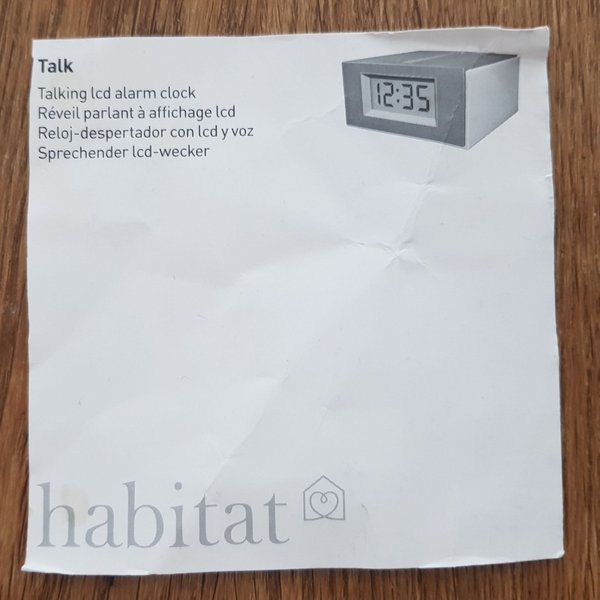 Talk
Talking lcd alarm clock
Réveil parlant à affichage lcd
Reloj-despertador con lcd y voz
Sprechender lcd-wecker
12:35
habitat